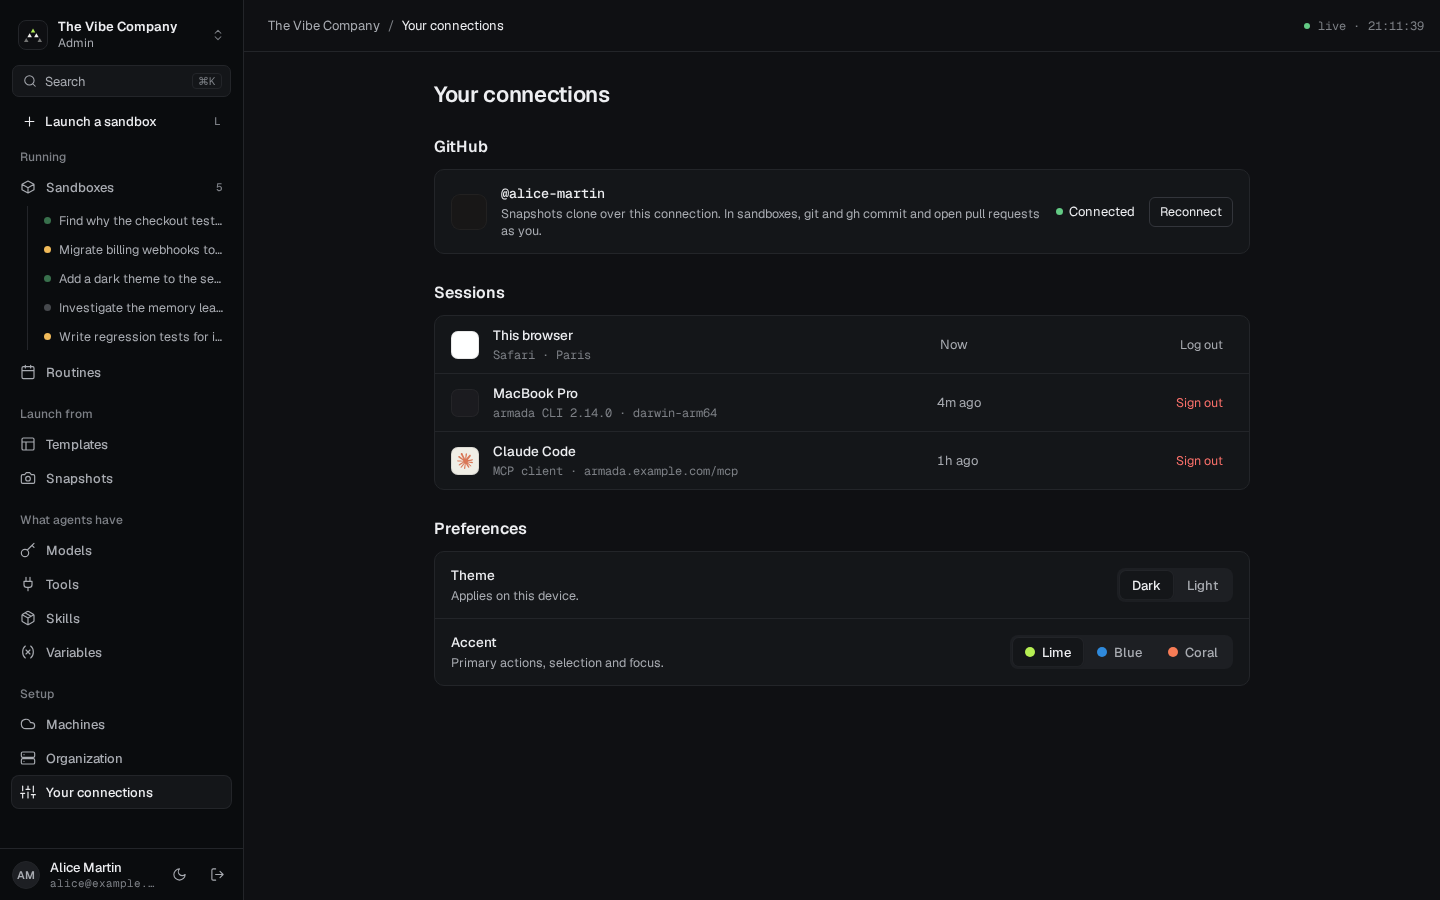 The Vibe Company
Admin
Search
⌘K
Launch a sandbox
L
Running
Sandboxes
5
Find why the checkout test…
Migrate billing webhooks to…
Add a dark theme to the se…
Investigate the memory lea…
Write regression tests for i…
Routines
Launch from
Templates
Snapshots
What agents have
Models
Tools
Skills
Variables
Setup
Machines
Organization
Your connections
AM
Alice Martin
alice@example.…
The Vibe Company / Your connections
live · 21:11:39
Your connections
GitHub
@alice-martin
Snapshots clone over this connection. In sandboxes, git and gh commit and open pull requests
as you.
Connected
Reconnect
Sessions
This browser
Safari · Paris
Now
Log out
MacBook Pro
armada CLI 2.14.0 · darwin-arm64
4m ago
Sign out
Claude Code
MCP client · armada.example.com/mcp
1h ago
Sign out
Preferences
Theme
Applies on this device.
Dark
Light
Accent
Primary actions, selection and focus.
Lime
Blue
Coral